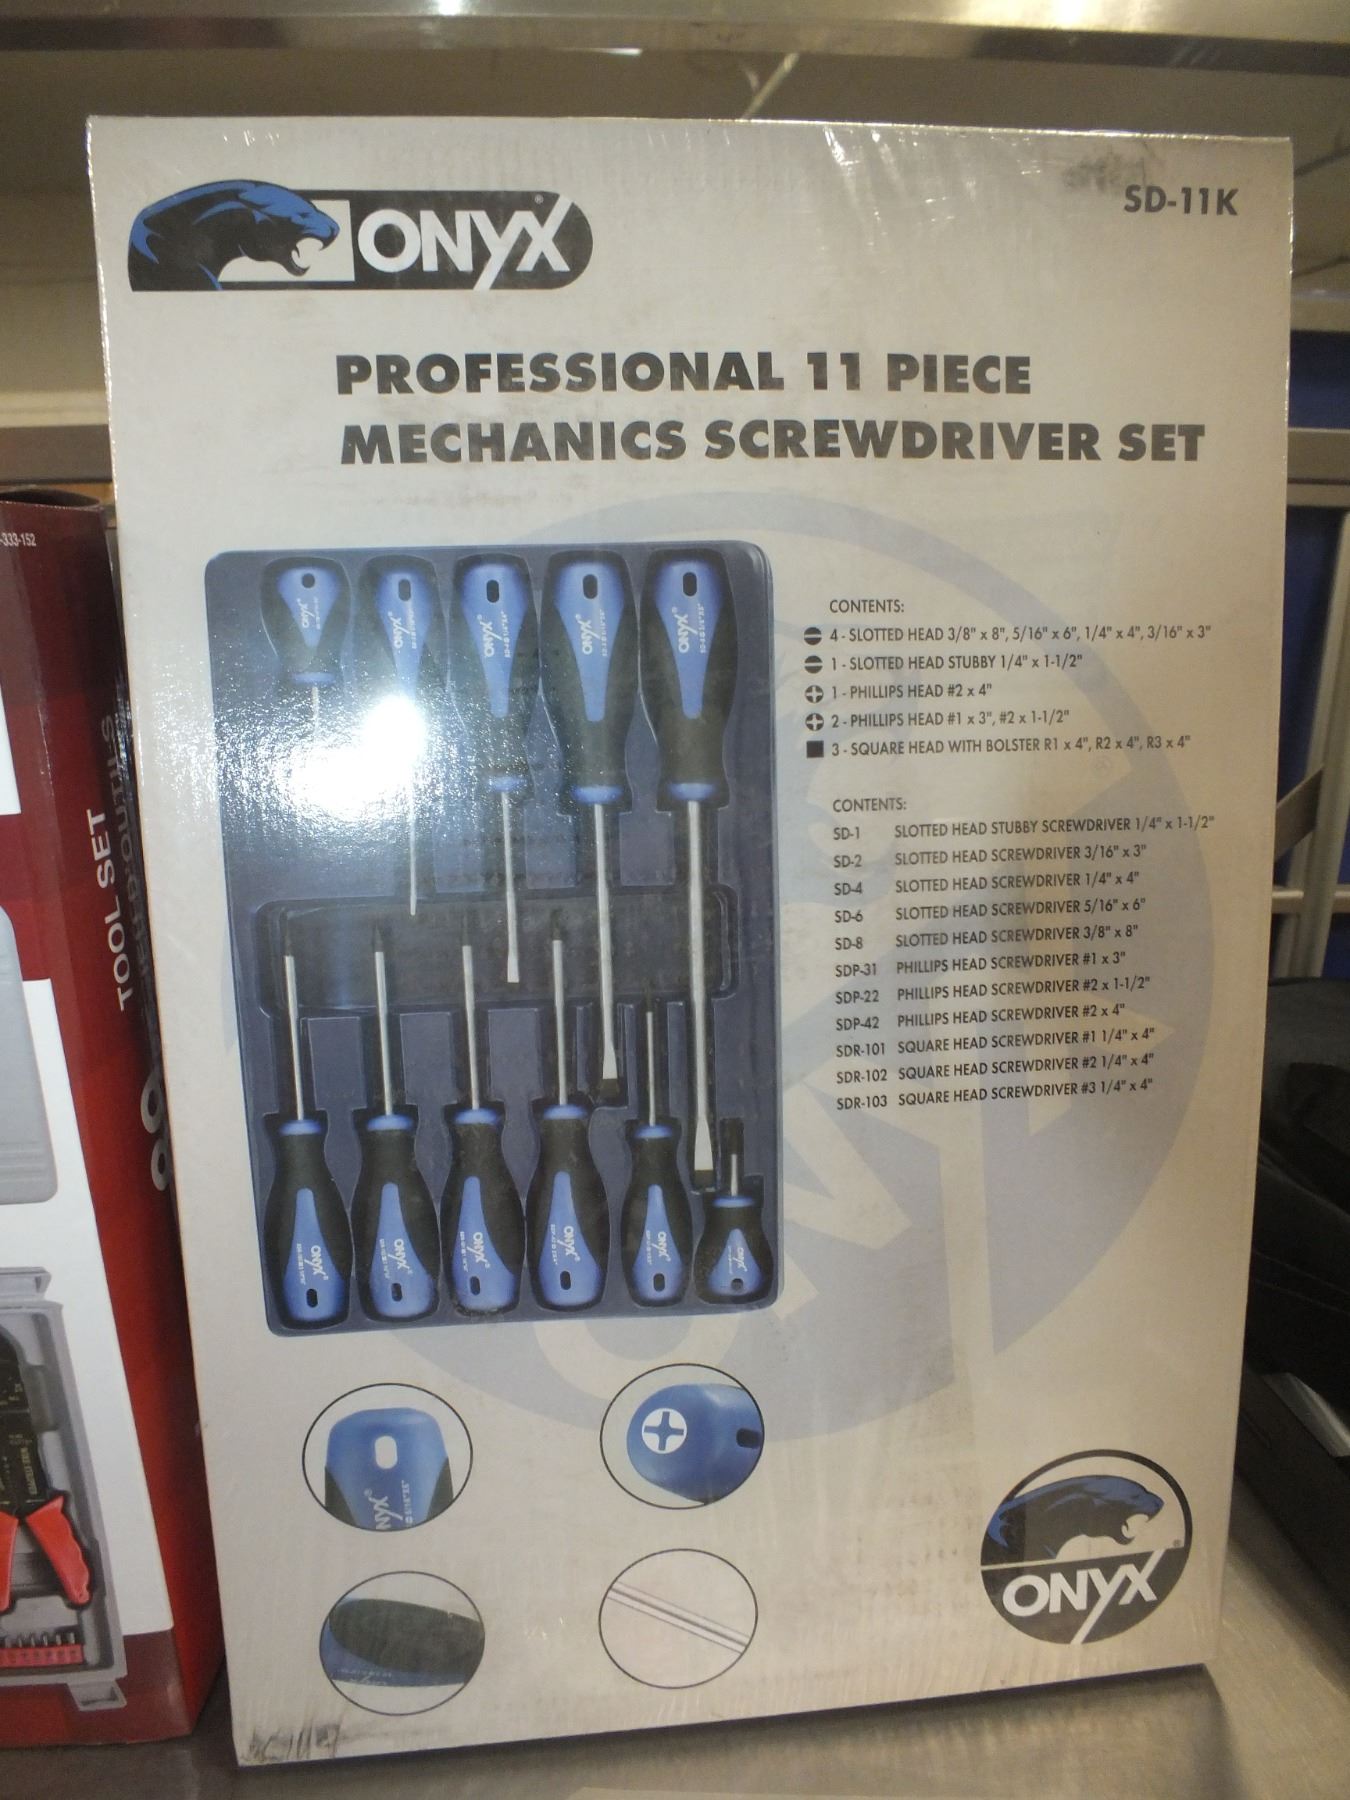 ONYX®
SD-11K
PROFESSIONAL 11 PIECE
MECHANICS SCREWDRIVER SET
CONTENTS:
4 - SLOTTED HEAD 3/8" x 8", 5/16" x 6", 1/4" x 4", 3/16" x 3"
1 - SLOTTED HEAD STUBBY 1/4" x 1-1/2"
1 - PHILLIPS HEAD #2 x 4"
2 - PHILLIPS HEAD #1 x 3", #2 x 1-1/2"
3 - SQUARE HEAD WITH BOLSTER R1 x 4", R2 x 4", R3 x 4"
CONTENTS:
SD-1 SLOTTED HEAD STUBBY SCREWDRIVER 1/4" x 1-1/2"
SD-2 SLOTTED HEAD SCREWDRIVER 3/16" x 3"
SD-4 SLOTTED HEAD SCREWDRIVER 1/4" x 4"
SD-6 SLOTTED HEAD SCREWDRIVER 5/16" x 6"
SD-8 SLOTTED HEAD SCREWDRIVER 3/8" x 8"
SDP-31 PHILLIPS HEAD SCREWDRIVER #1 x 3"
SDP-22 PHILLIPS HEAD SCREWDRIVER #2 x 1-1/2"
SDP-42 PHILLIPS HEAD SCREWDRIVER #2 x 4"
SDR-101 SQUARE HEAD SCREWDRIVER #1 1/4" x 4"
SDR-102 SQUARE HEAD SCREWDRIVER #2 1/4" x 4"
SDR-103 SQUARE HEAD SCREWDRIVER #3 1/4" x 4"
ONYX®
ONYX®
ONYX®
ONYX®
ONYX®
ONYX®
ONYX®
ONYX®
ONYX®
ONYX®
ONYX®
NYX®
ONYX®
-333-152
TOOL SET